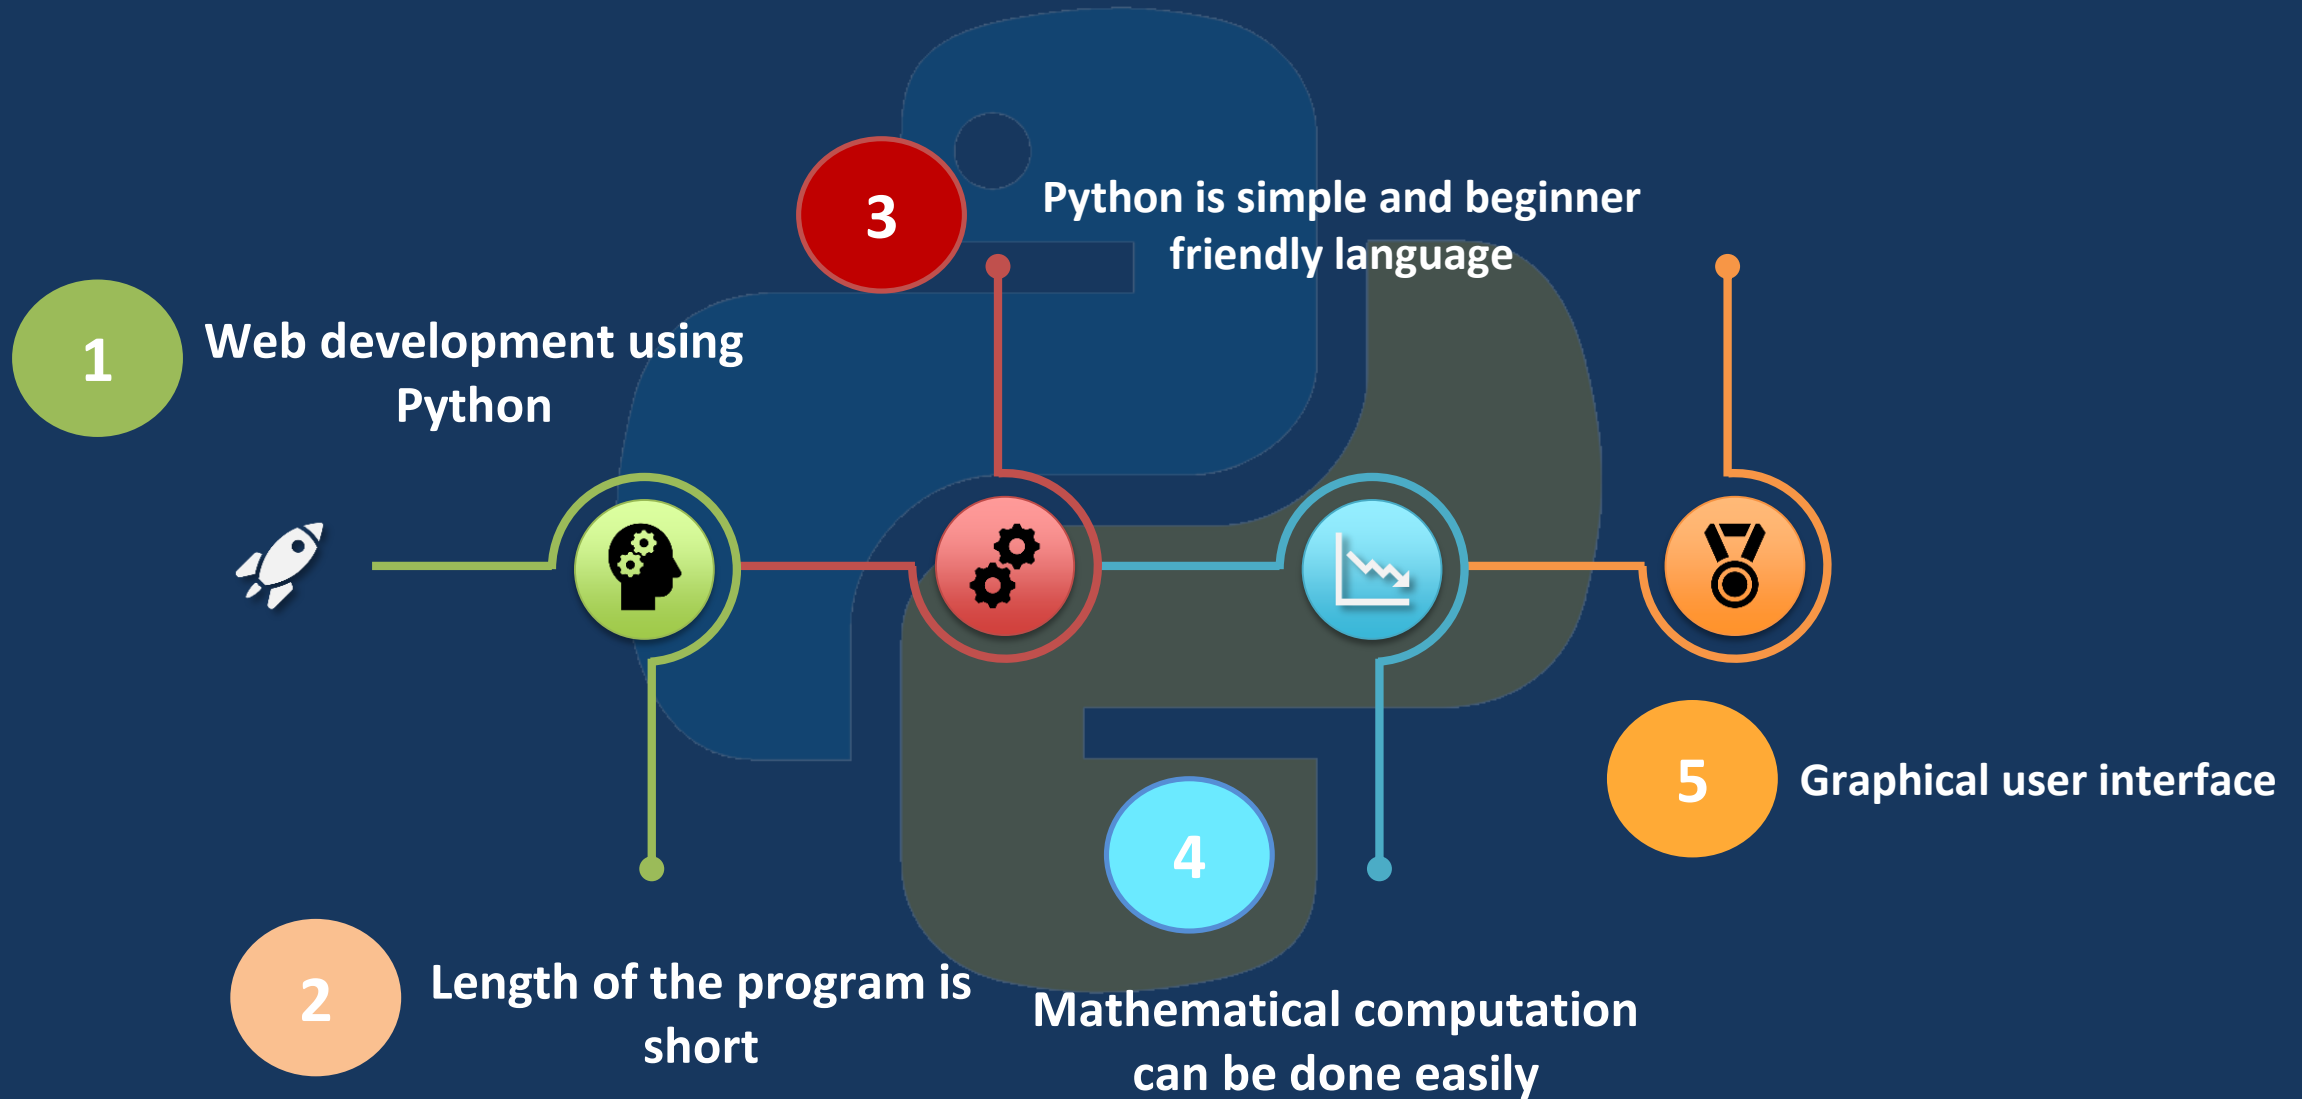 1
Web development using
Python
2
Length of the program is
short
3
Python is simple and beginner
friendly language
4
Mathematical computation
can be done easily
5
Graphical user interface